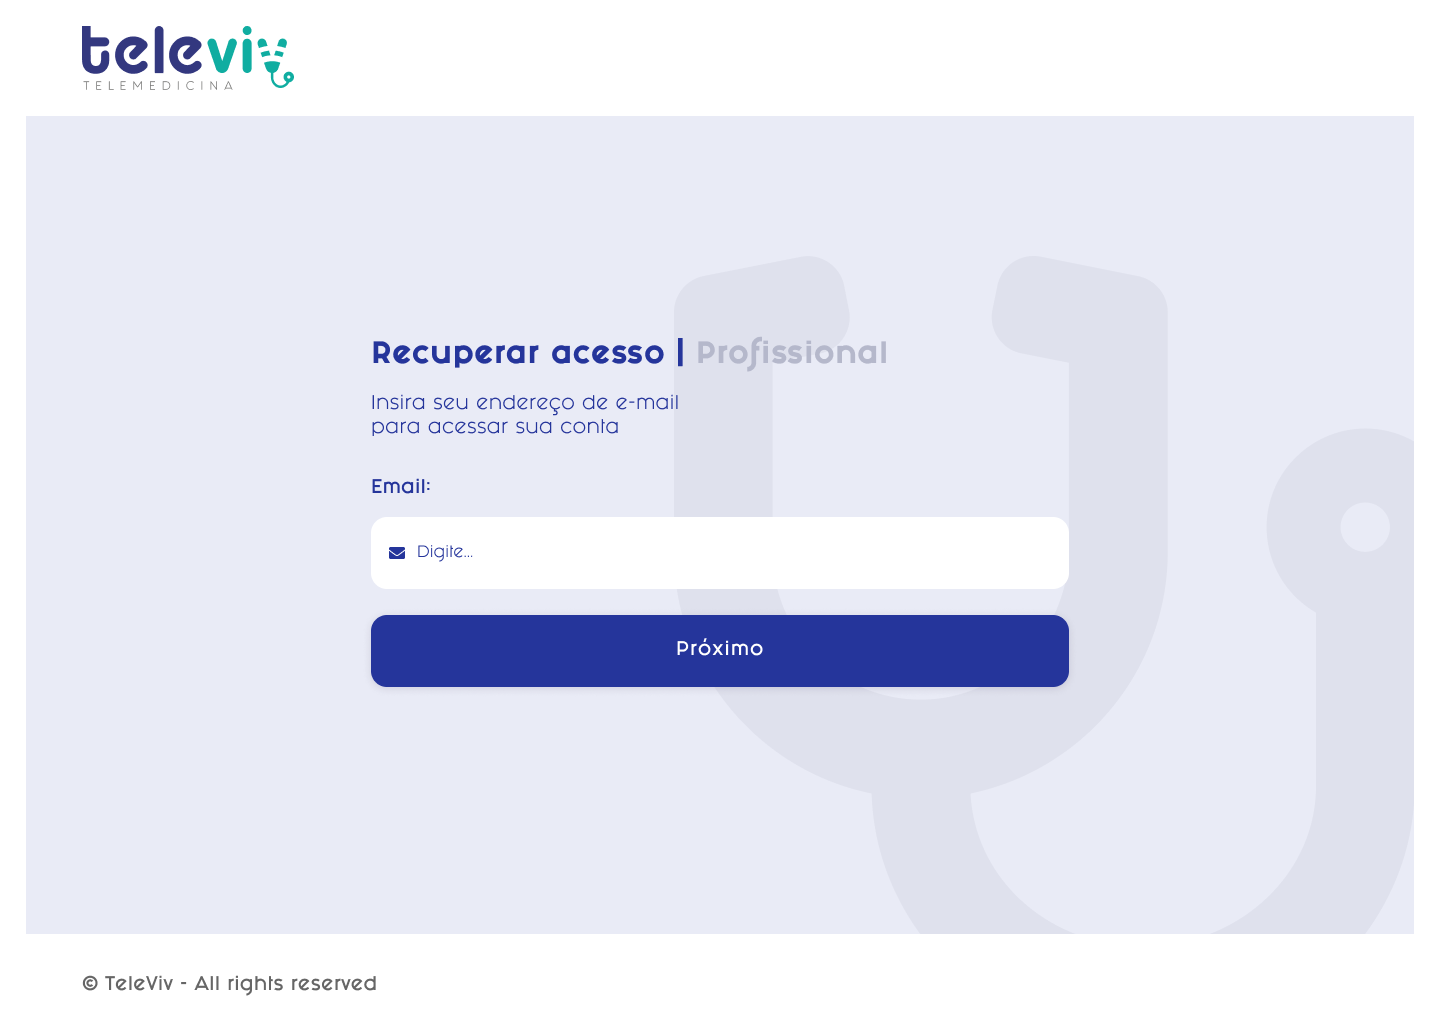 televiv
TELEMEDICINA
Recuperar acesso | Profissional
Insira seu endereço de e-mail
para acessar sua conta
Email:
Digite...
Próximo
© TeleViv - All rights reserved